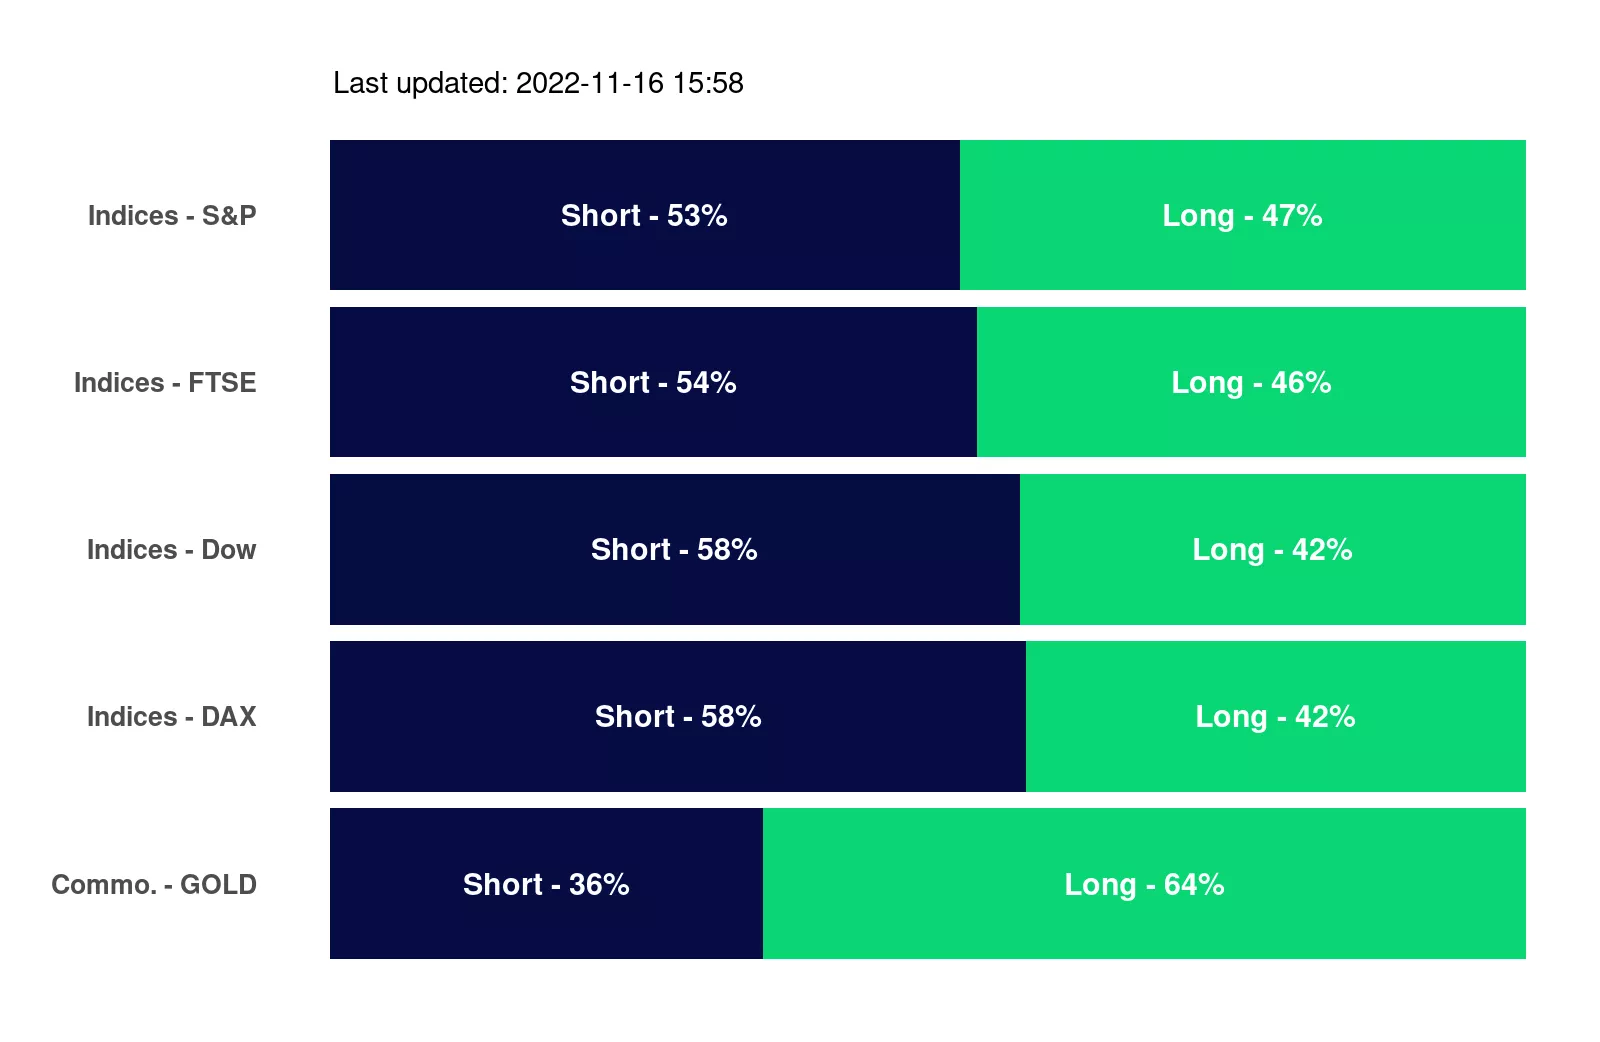 Last updated: 2022-11-16 15:58
Indices - S&P Short - 53% Long - 47%
Indices - FTSE Short - 54% Long - 46%
Indices - Dow Short - 58% Long - 42%
Indices - DAX Short - 58% Long - 42%
Commo. - GOLD Short - 36% Long - 64%